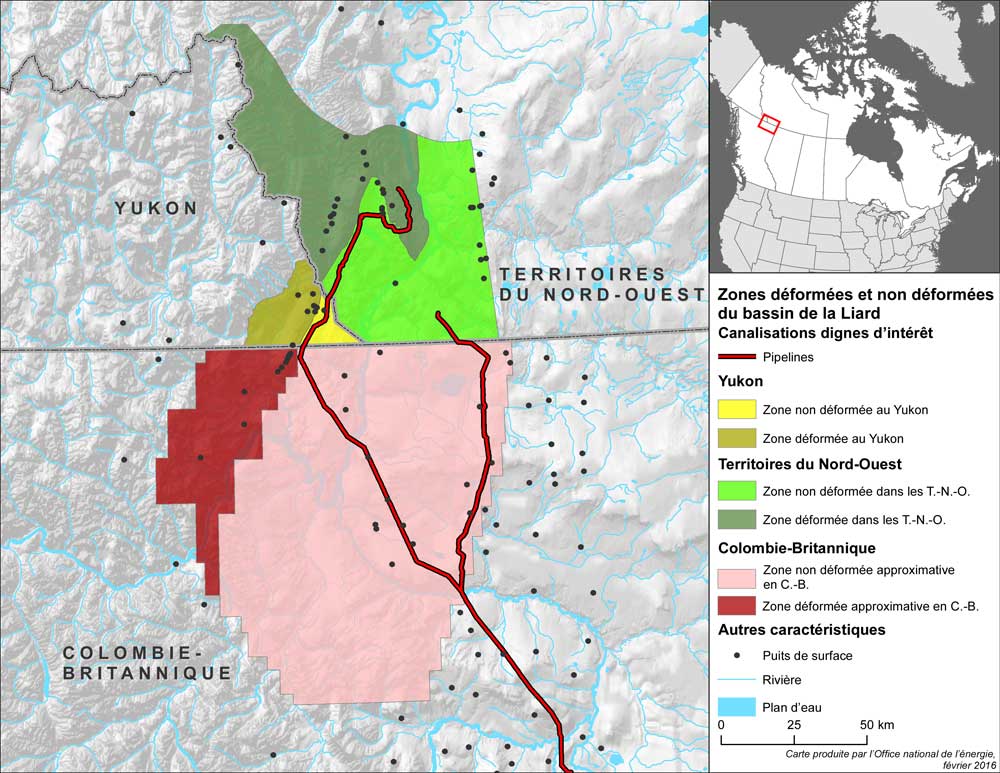 YUKON
TERRITOIRES
DU NORD-OUEST
COLOMBIE-
BRITANNIQUE
Zones déformées et non déformées
du bassin de la Liard
Canalisations dignes d'intérêt
Pipelines
Yukon
Zone non déformée au Yukon
Zone déformée au Yukon
Territoires du Nord-Ouest
Zone non déformée dans les T.-N.-O.
Zone déformée dans les T.-N.-O.
Colombie-Britannique
Zone non déformée approximative
en C.-B.
Zone déformée approximative en C.-B.
Autres caractéristiques
Puits de surface
Rivière
Plan d'eau
0 25 50 km
Carte produite par l'Office national de l'énergie,
février 2016